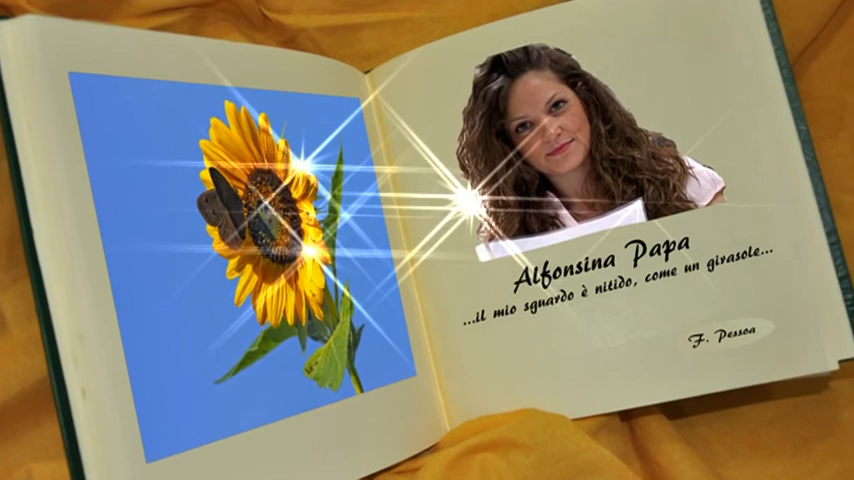 Alfonsina Papa
...il mio sguardo è nitido, come un girasole...
F. Pessoa